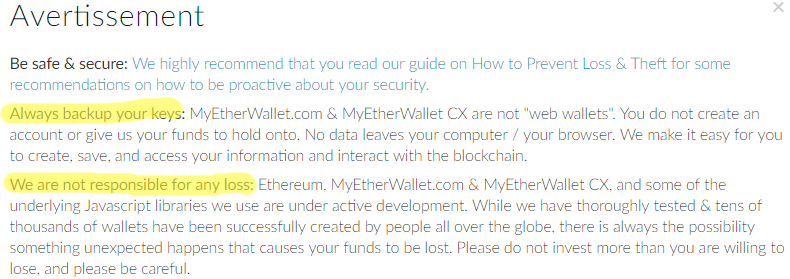 Avertissement
Be safe & secure: We highly recommend that you read our guide on How to Prevent Loss & Theft for some
recommendations on how to be proactive about your security.
Always backup your keys: MyEtherWallet.com & MyEtherWallet CX are not "web wallets". You do not create an
account or give us your funds to hold onto. No data leaves your computer / your browser. We make it easy for you
to create, save, and access your information and interact with the blockchain.
We are not responsible for any loss: Ethereum, MyEtherWallet.com & MyEtherWallet CX, and some of the
underlying Javascript libraries we use are under active development. While we have thoroughly tested & tens of
thousands of wallets have been successfully created by people all over the globe, there is always the possibility
something unexpected happens that causes your funds to be lost. Please do not invest more than you are willing to
lose, and please be careful.